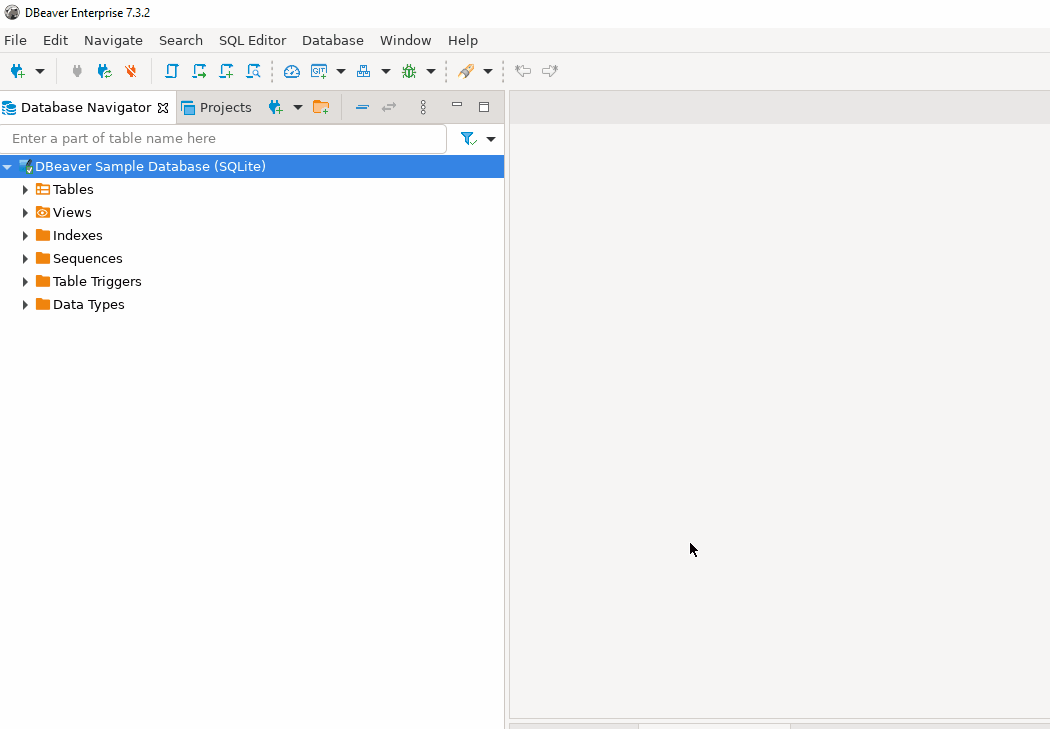 DBeaver Enterprise 7.3.2
File Edit Navigate Search SQL Editor Database Window Help
GIT
Database Navigator Projects
Enter a part of table name here
DBeaver Sample Database (SQLite)
Tables
Views
Indexes
Sequences
Table Triggers
Data Types